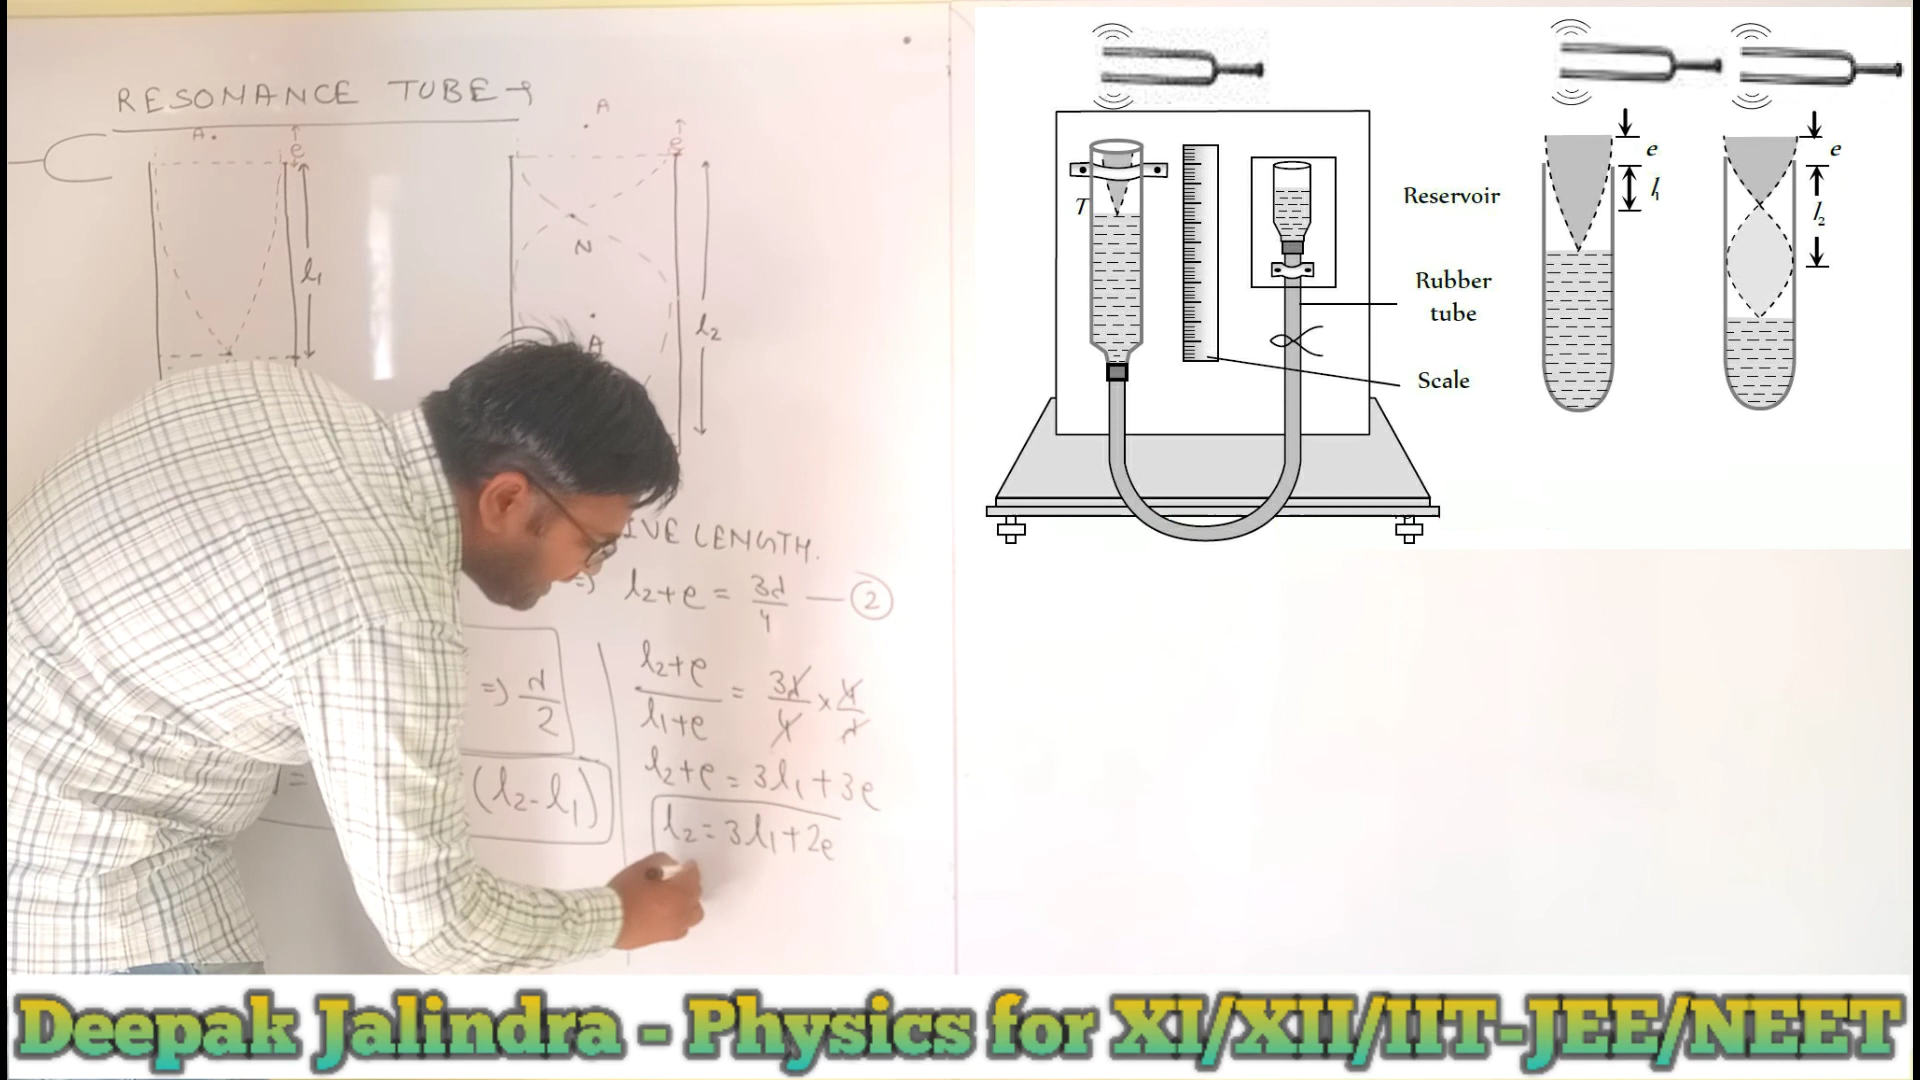 RESONANCE TUBE→
A
e
l1
A
e
N
A
l2
IVE LENGTH.
=) l2+e = 3λ/4 — 2
=) λ/2
(l2-l1)
l2+e/l1+e = 3λ/4 × 4/λ
l2+e = 3l1+3e
l2=3l1+2e
T
Reservoir
Rubber
tube
Scale
e
l1
e
l2
Deepak Jalindra - Physics for XI/XII/IIT-JEE/NEET